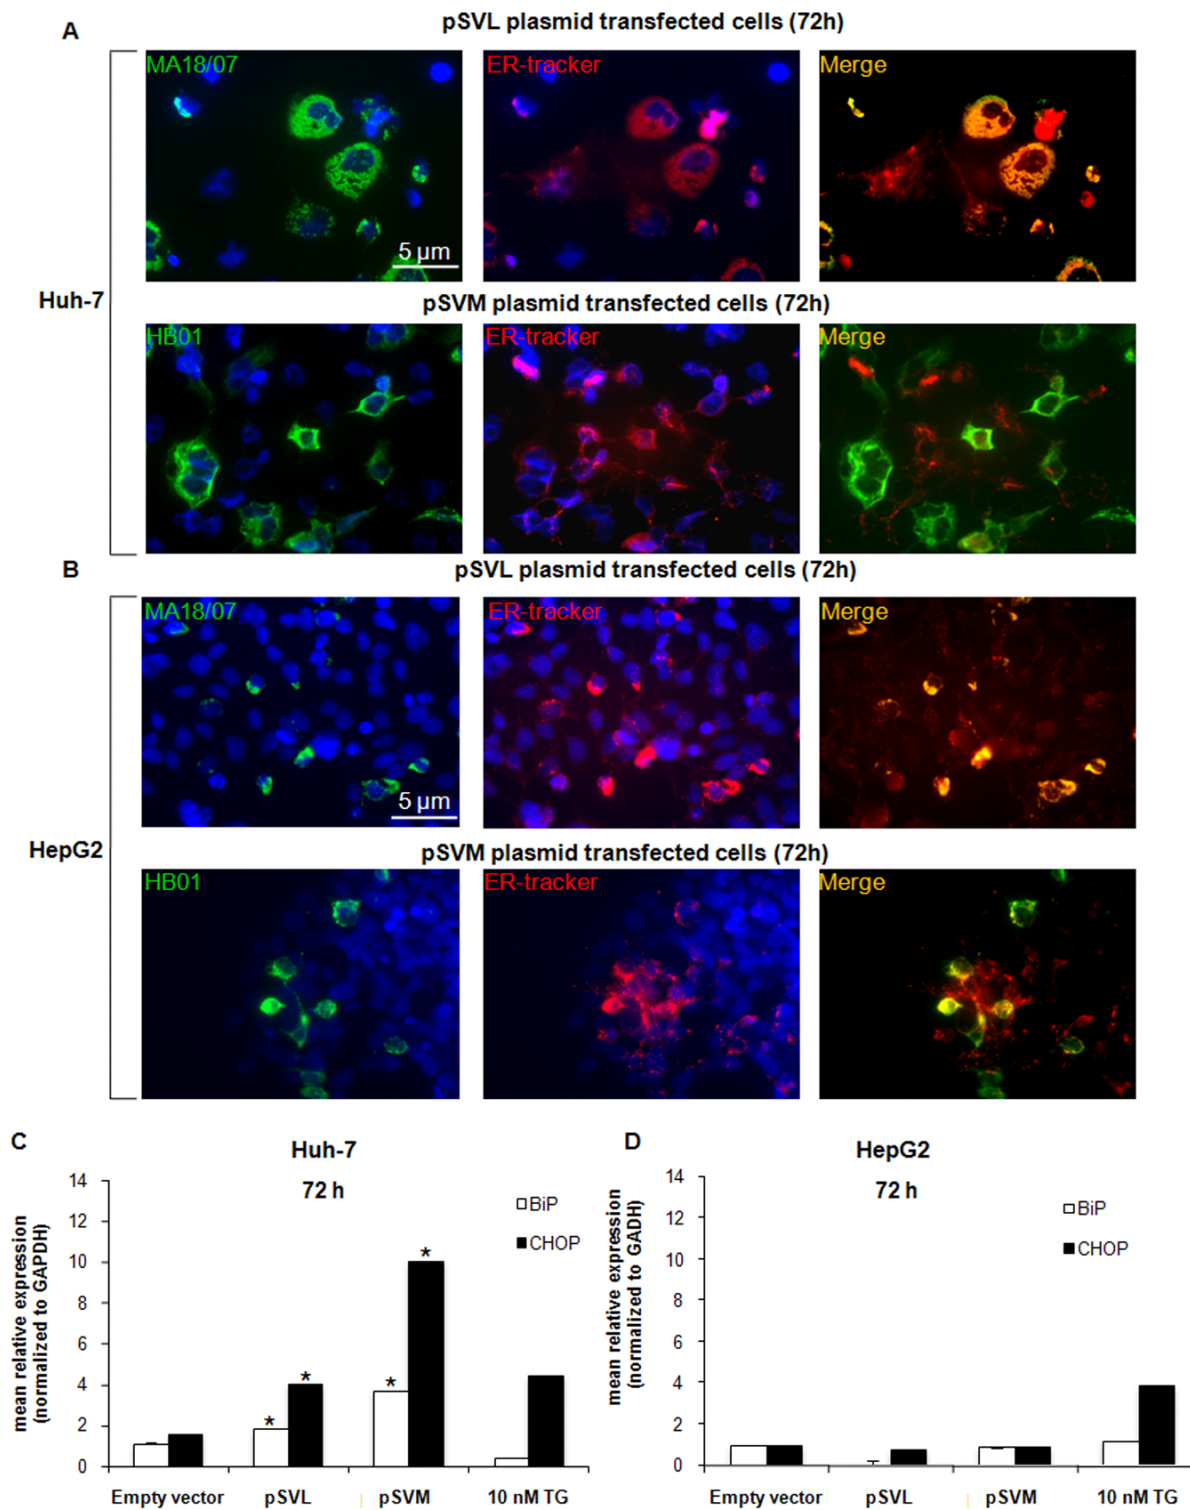 A
pSVL plasmid transfected cells (72h)
MA18/07
ER-tracker
Merge
5 µm
Huh-7
pSVM plasmid transfected cells (72h)
HB01
ER-tracker
Merge
B
pSVL plasmid transfected cells (72h)
MA18/07
ER-tracker
Merge
5 µm
HepG2
pSVM plasmid transfected cells (72h)
HB01
ER-tracker
Merge
C
Huh-7
72 h
mean relative expression
(normalized to GAPDH)
14
12
10
8
6
4
2
0
BiP
CHOP
*
*
*
*
Empty vector
pSVL
pSVM
10 nM TG
D
HepG2
72 h
mean relative expression
(normalized to GADH)
14
12
10
8
6
4
2
0
BiP
CHOP
Empty vector
pSVL
pSVM
10 nM TG